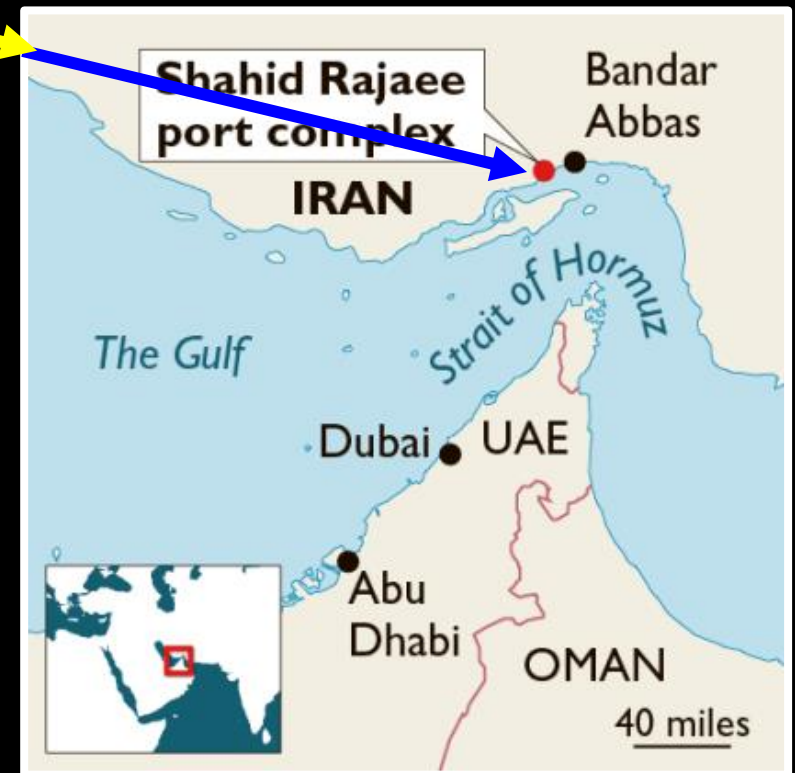 Shahid Rajaee
port complex
Bandar
Abbas
IRAN
Strait of Hormuz
The Gulf
Dubai
UAE
Abu
Dhabi
OMAN
40 miles